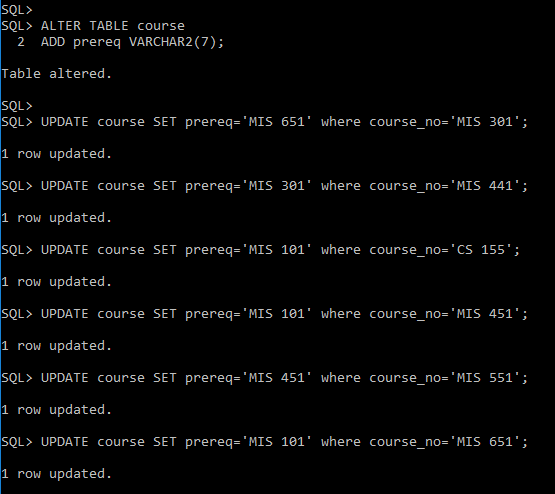 SQL>
SQL> ALTER TABLE course
  2  ADD prereq VARCHAR2(7);
Table altered.
SQL>
SQL> UPDATE course SET prereq='MIS 651' where course_no='MIS 301';
1 row updated.
SQL> UPDATE course SET prereq='MIS 301' where course_no='MIS 441';
1 row updated.
SQL> UPDATE course SET prereq='MIS 101' where course_no='CS 155';
1 row updated.
SQL> UPDATE course SET prereq='MIS 101' where course_no='MIS 451';
1 row updated.
SQL> UPDATE course SET prereq='MIS 451' where course_no='MIS 551';
1 row updated.
SQL> UPDATE course SET prereq='MIS 101' where course_no='MIS 651';
1 row updated.